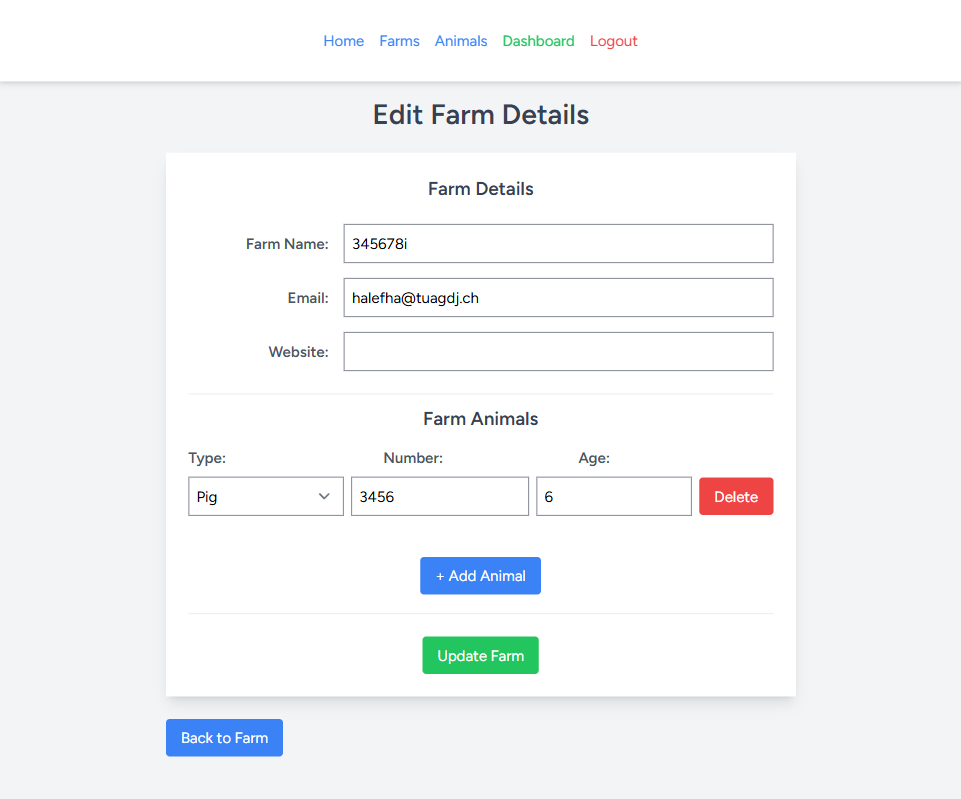 Home Farms Animals Dashboard Logout
Edit Farm Details
Farm Details
Farm Name: 345678i
Email: halefha@tuagdj.ch
Website:
Farm Animals
Type: Number: Age:
Pig 3456 6 Delete
+ Add Animal
Update Farm
Back to Farm